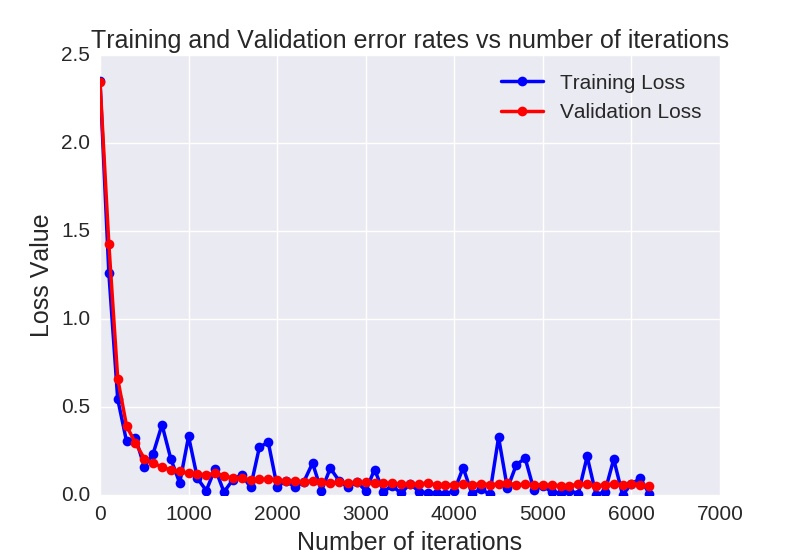 Training and Validation error rates vs number of iterations
2.5
2.0
1.5
1.0
0.5
0.0
Loss Value
Training Loss
Validation Loss
0 1000 2000 3000 4000 5000 6000 7000
Number of iterations